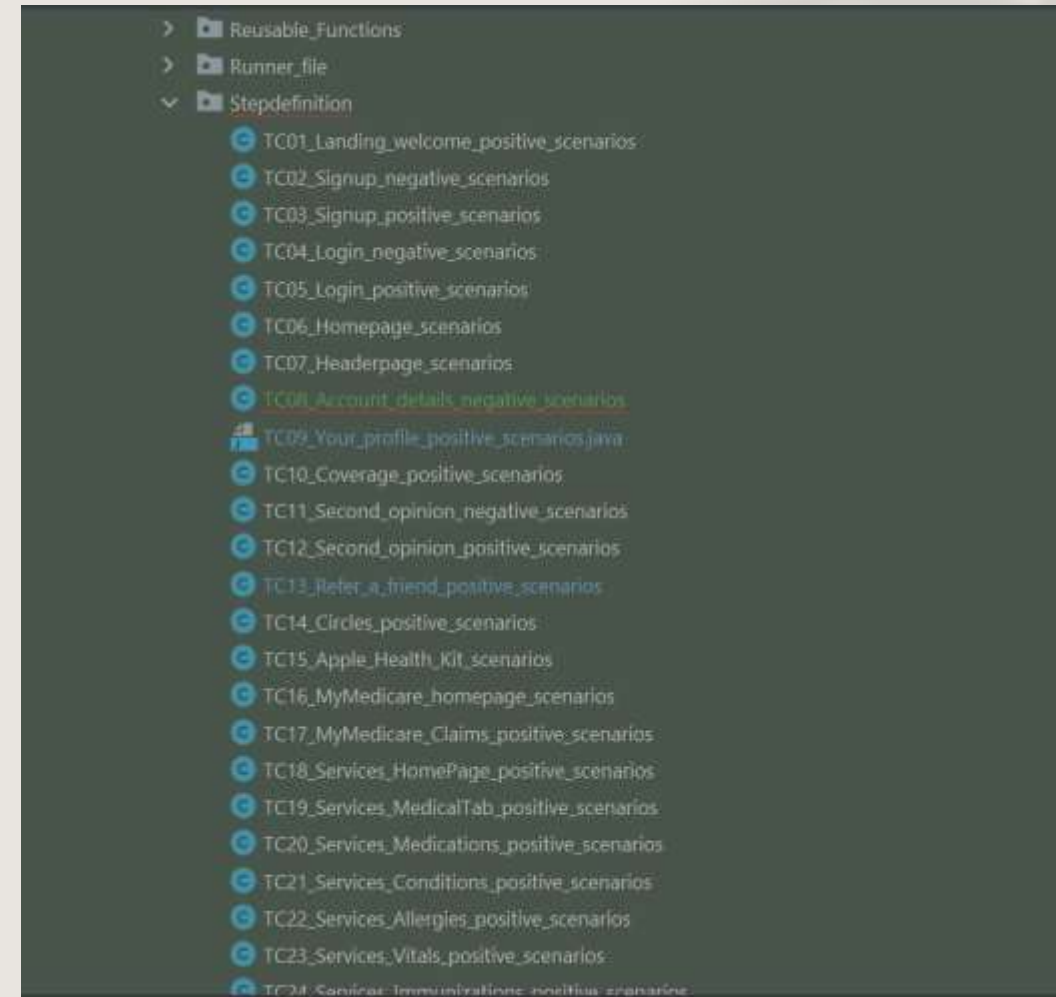 Reusable_Functions
Runner_file
Stepdefinition
TC01_Landing_welcome_positive_scenarios
TC02_Signup_negative_scenarios
TC03_Signup_positive_scenarios
TC04_Login_negative_scenarios
TC05_Login_positive_scenarios
TC06_Homepage_scenarios
TC07_Headerpage_scenarios
TC08_Account_details_negative_scenarios
TC09_Your_profile_positive_scenarios.java
TC10_Coverage_positive_scenarios
TC11_Second_opinion_negative_scenarios
TC12_Second_opinion_positive_scenarios
TC13_Refer_a_friend_positive_scenarios
TC14_Circles_positive_scenarios
TC15_Apple_Health_Kit_scenarios
TC16_MyMedicare_homepage_scenarios
TC17_MyMedicare_Claims_positive_scenarios
TC18_Services_HomePage_positive_scenarios
TC19_Services_MedicalTab_positive_scenarios
TC20_Services_Medications_positive_scenarios
TC21_Services_Conditions_positive_scenarios
TC22_Services_Allergies_positive_scenarios
TC23_Services_Vitals_positive_scenarios
TC24_Services_Immunizations_positive_scenarios